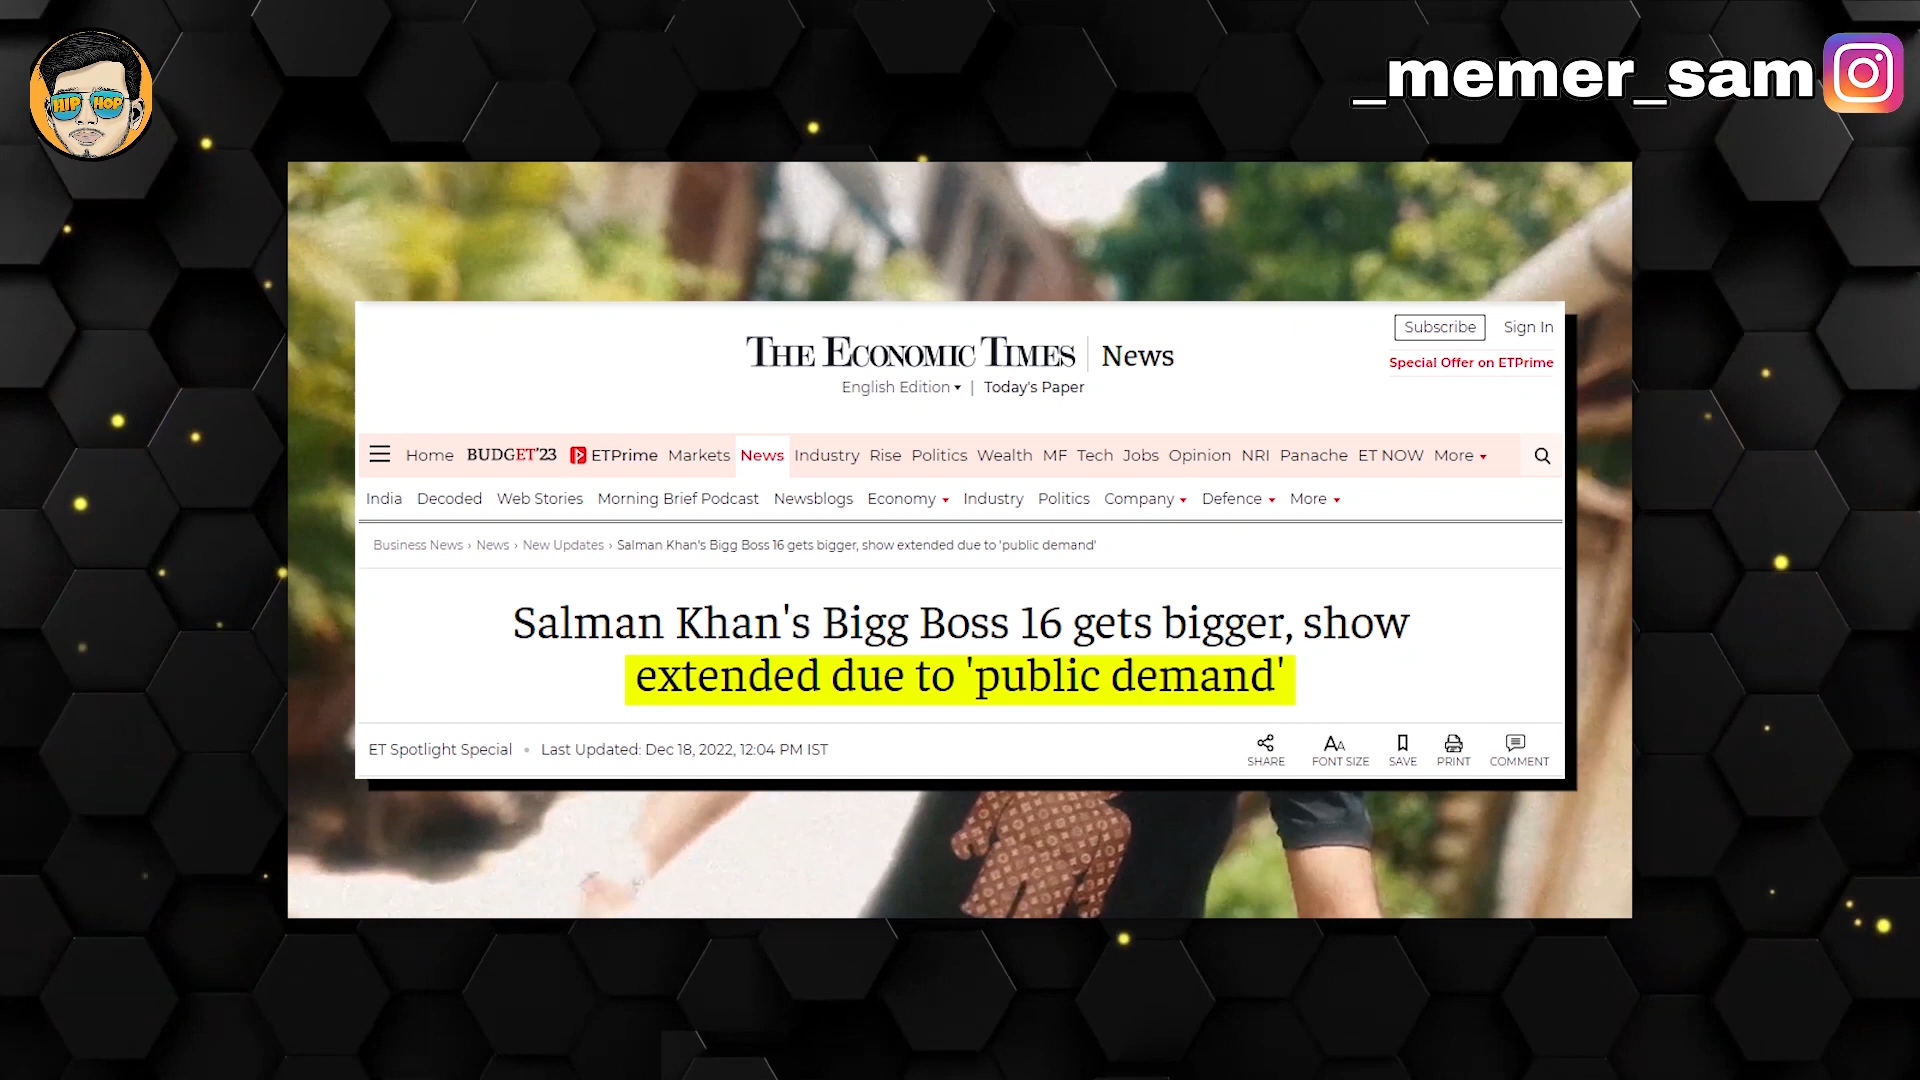 HIP HOP
_memer_sam
Subscribe Sign In
THE ECONOMIC TIMES News
Special Offer on ETPrime
English Edition | Today's Paper
Home BUDGET'23 ETPrime Markets News Industry Rise Politics Wealth MF Tech Jobs Opinion NRI Panache ET NOW More
India Decoded Web Stories Morning Brief Podcast Newsblogs Economy Industry Politics Company Defence More
Business News › News › New Updates › Salman Khan's Bigg Boss 16 gets bigger, show extended due to 'public demand'
Salman Khan's Bigg Boss 16 gets bigger, show
extended due to 'public demand'
ET Spotlight Special • Last Updated: Dec 18, 2022, 12:04 PM IST
SHARE FONT SIZE SAVE PRINT COMMENT